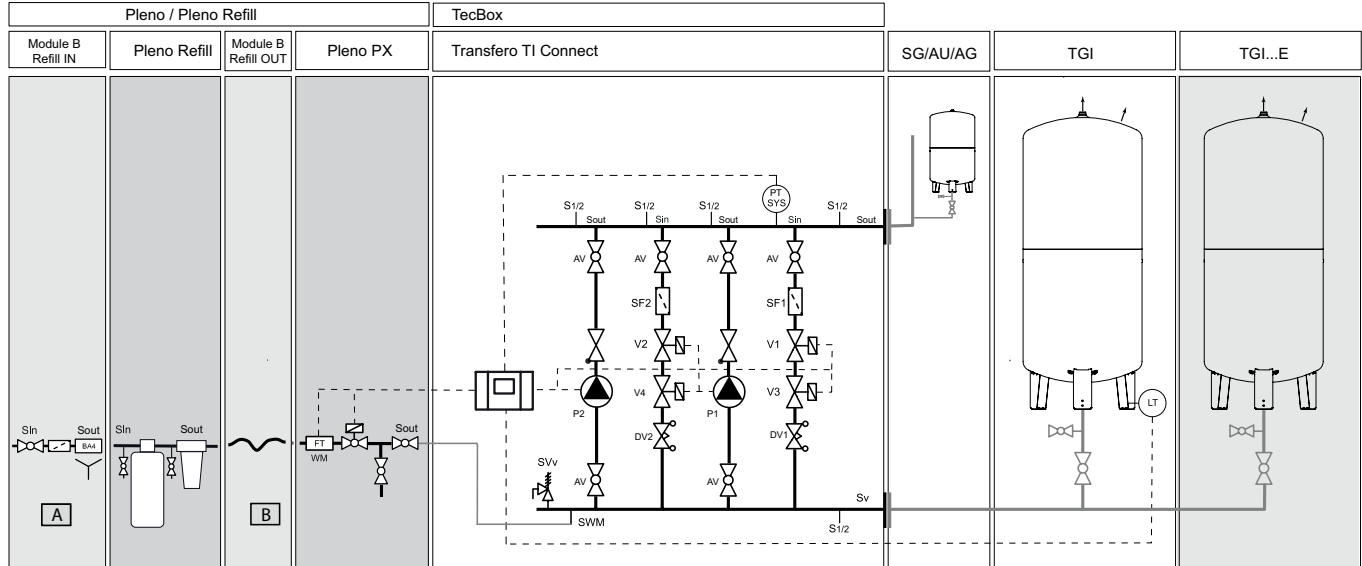 Pleno / Pleno Refill
TecBox
Module B
Refill IN
Pleno Refill
Module B
Refill OUT
Pleno PX
Transfero TI Connect
SG/AU/AG
TGI
TGI...E
PT
SYS
S1/2
S1/2
S1/2
S1/2
Sout
Sin
Sout
Sin
Sout
AV
AV
AV
AV
SF2
SF1
V2
V1
V4
V3
P2
P1
LT
SIn
Sout
BA4
Sout
FT
WM
Sout
DV2
DV1
SVv
AV
AV
Sv
A
B
SWM
S1/2